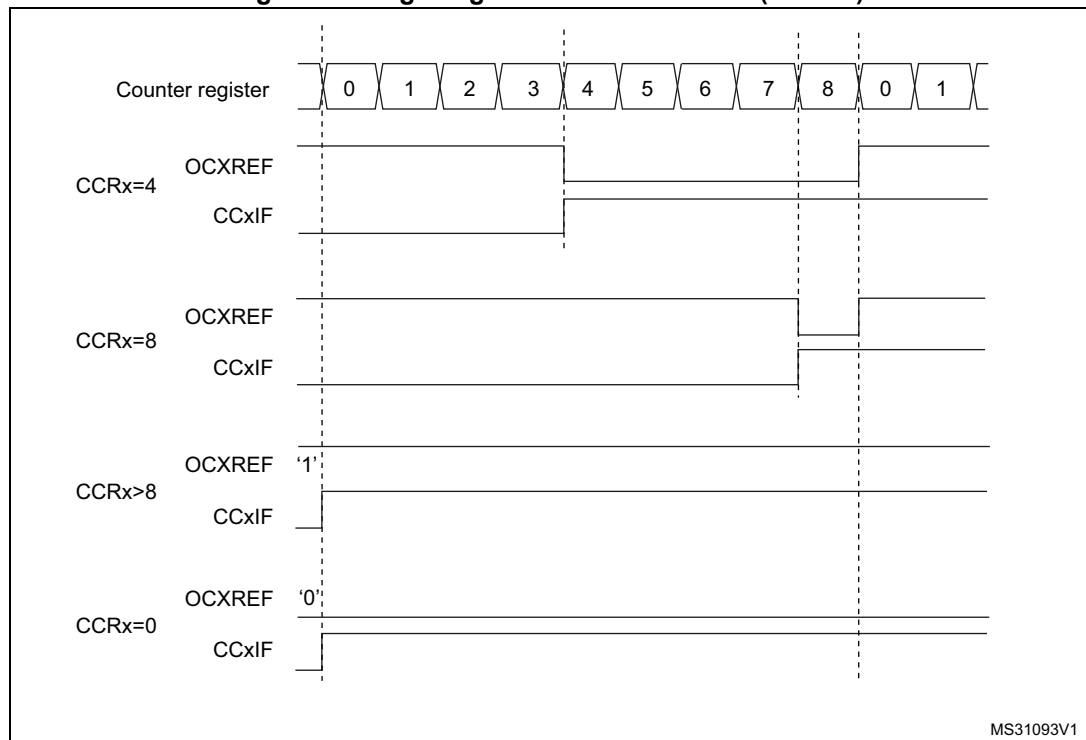 Counter register 0 1 2 3 4 5 6 7 8 0 1
OCXREF
CCRx=4
CCxIF
OCXREF
CCRx=8
CCxIF
OCXREF ‘1’
CCRx>8
CCxIF
OCXREF ‘0’
CCRx=0
CCxIF
MS31093V1